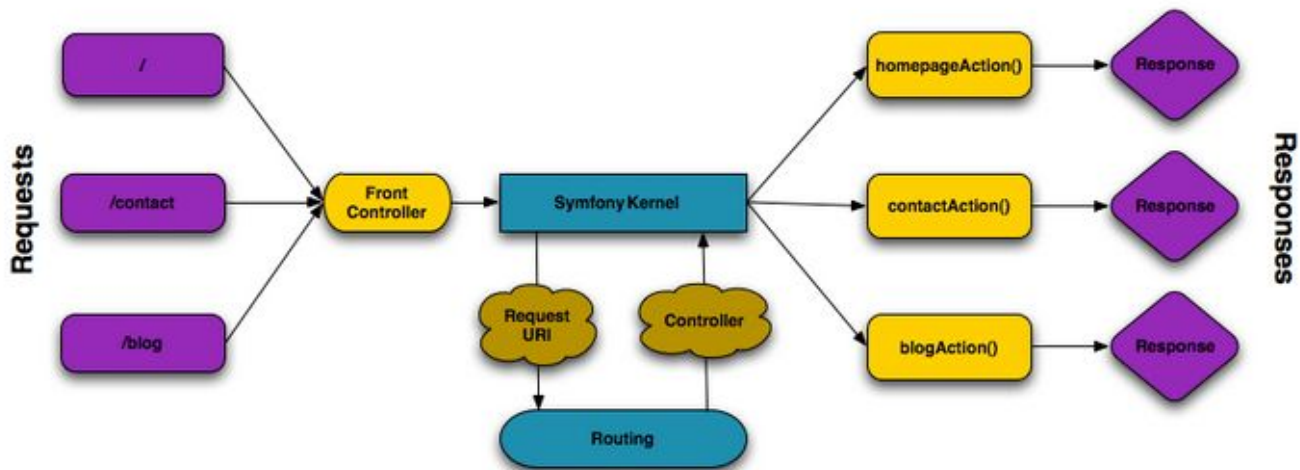 Requests
/
/contact
/blog
Front
Controller
Symfony Kernel
Request
URI
Controller
Routing
homepageAction()
contactAction()
blogAction()
Response
Response
Response
Responses